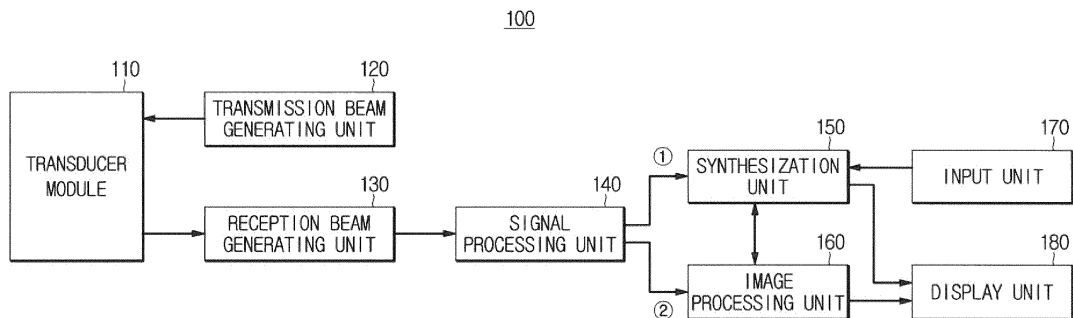 100
110
TRANSDUCER
MODULE
120
TRANSMISSION BEAM
GENERATING UNIT
130
RECEPTION BEAM
GENERATING UNIT
140
SIGNAL
PROCESSING UNIT
①
②
150
SYNTHESIZATION
UNIT
160
IMAGE
PROCESSING UNIT
170
INPUT UNIT
180
DISPLAY UNIT